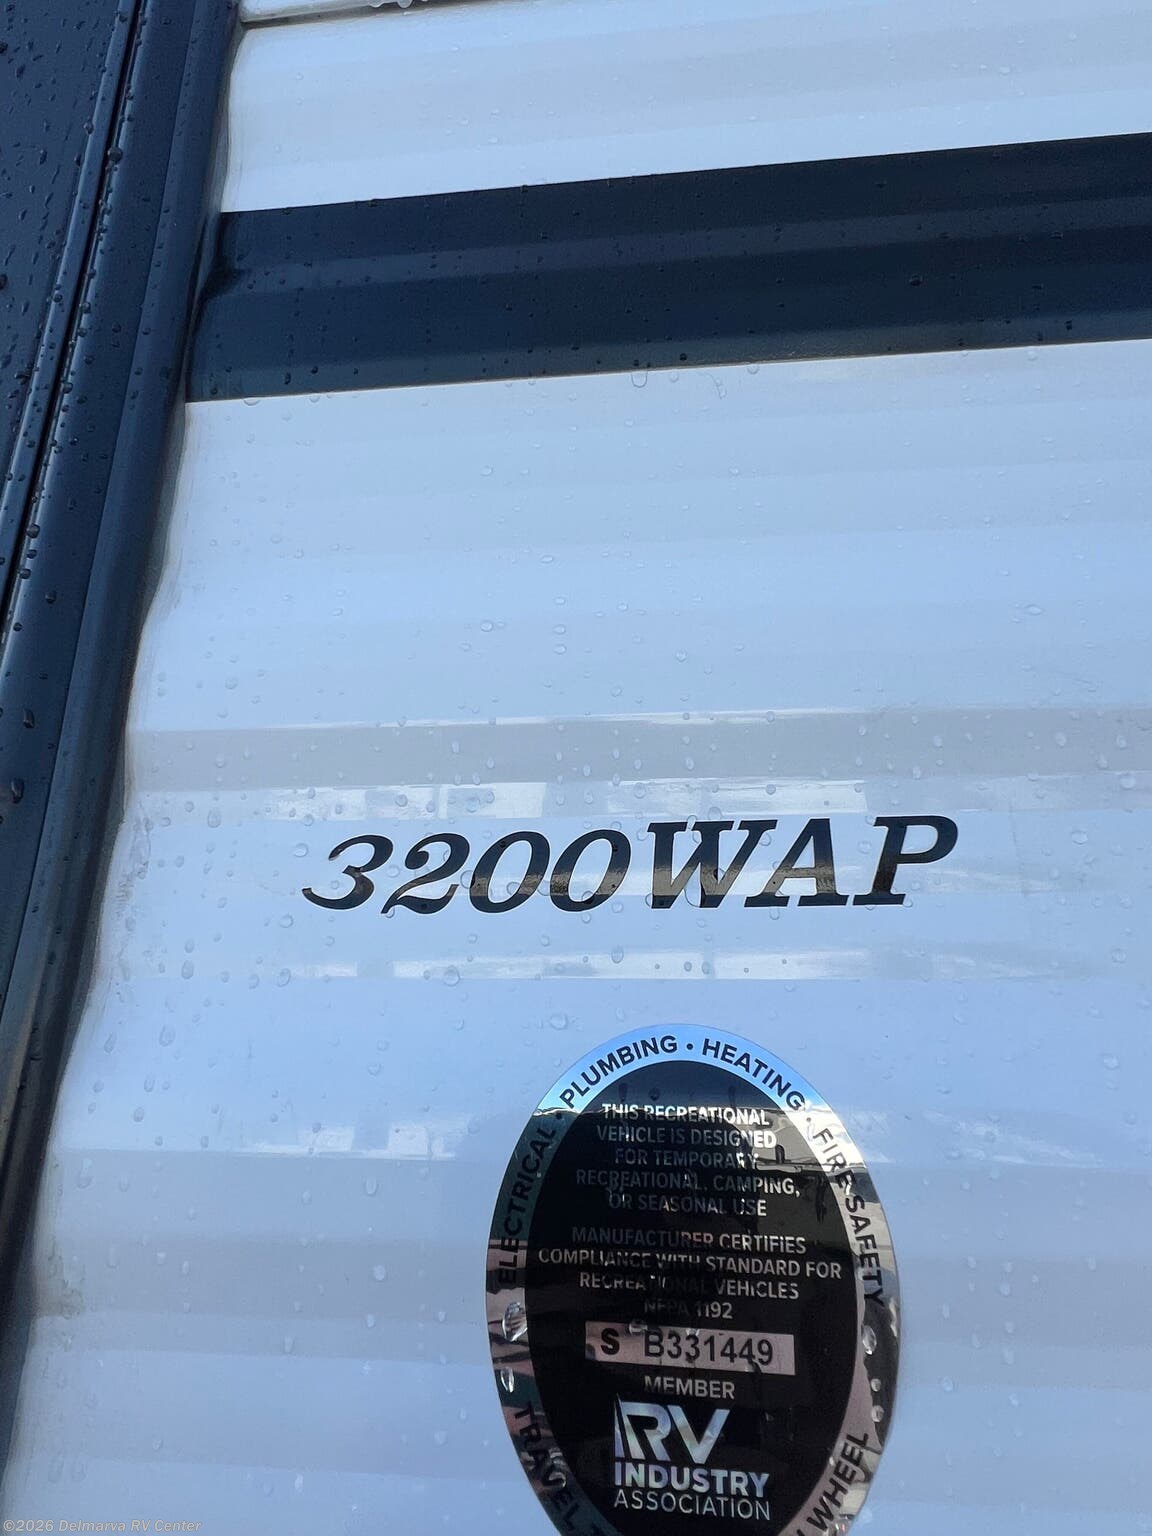 3200WAP
PLUMBING • HEATING • FIRE SAFETY
ELECTRICAL
THIS RECREATIONAL
VEHICLE IS DESIGNED
FOR TEMPORARY
RECREATIONAL, CAMPING,
OR SEASONAL USE
MANUFACTURER CERTIFIES
COMPLIANCE WITH STANDARD FOR
RECREATIONAL VEHICLES
NFPA 1192
S B331449
MEMBER
RV
INDUSTRY
ASSOCIATION
TRAVEL
WHEEL
©2026 Delmarva RV Center